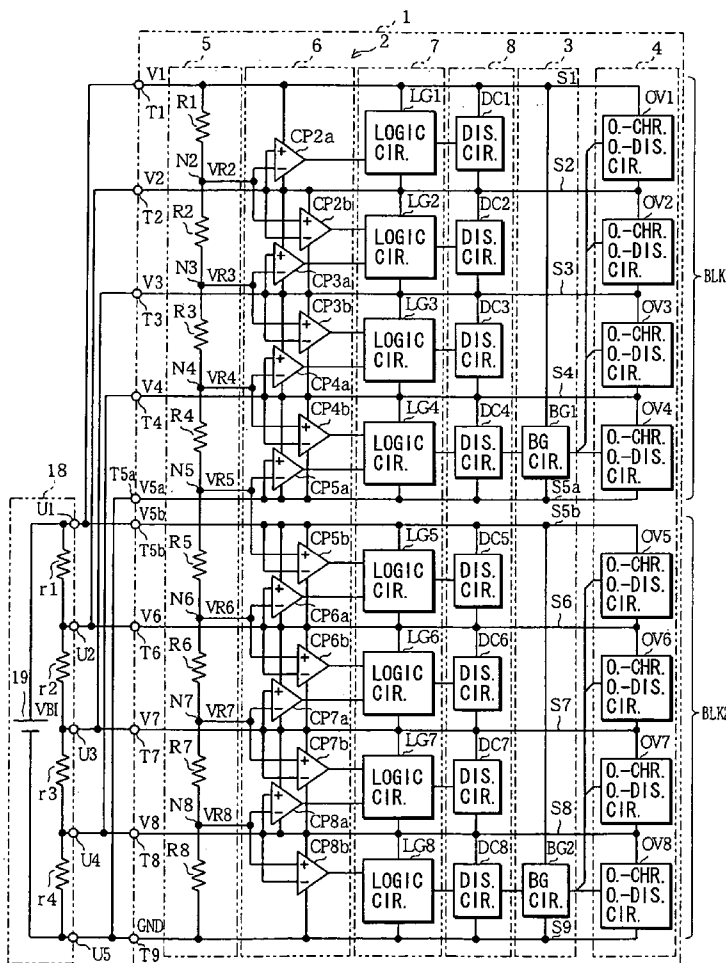 1
2
5 6 7 8 3 4
V1 S1
T1 R1 LG1 DC1 OV1
CP2a LOGIC CIR. DIS. CIR. O.-CHR. O.-DIS. CIR.
N2 VR2
V2 S2
T2 R2 CP2b LG2 DC2 OV2
LOGIC CIR. DIS. CIR. O.-CHR. O.-DIS. CIR.
N3 VR3 CP3a
V3 S3 BLK
T3 R3 CP3b LG3 DC3 OV3
LOGIC CIR. DIS. CIR. O.-CHR. O.-DIS. CIR.
N4 VR4 CP4a
V4 S4
T4 R4 CP4b LG4 DC4 BG1 OV4
LOGIC CIR. DIS. CIR. BG CIR. O.-CHR. O.-DIS. CIR.
18 T5a N5 VR5 CP5a
U1 V5a S5a
V5b S5b
T5b R5 CP5b LG5 DC5 OV5
r1 LOGIC CIR. DIS. CIR. O.-CHR. O.-DIS. CIR.
N6 VR6 CP6a
U2 V6 S6
T6 R6 CP6b LG6 DC6 OV6
r2 LOGIC CIR. DIS. CIR. O.-CHR. O.-DIS. CIR.
19 VBI
N7 VR7 CP7a
U3 V7 S7 BLK2
T7 R7 CP7b LG7 DC7 OV7
r3 LOGIC CIR. DIS. CIR. O.-CHR. O.-DIS. CIR.
N8 VR8 CP8a
U4 V8 S8
T8 R8 CP8b LG8 DC8 BG2 OV8
r4 LOGIC CIR. DIS. CIR. BG CIR. O.-CHR. O.-DIS. CIR.
U5 GND S9
T9